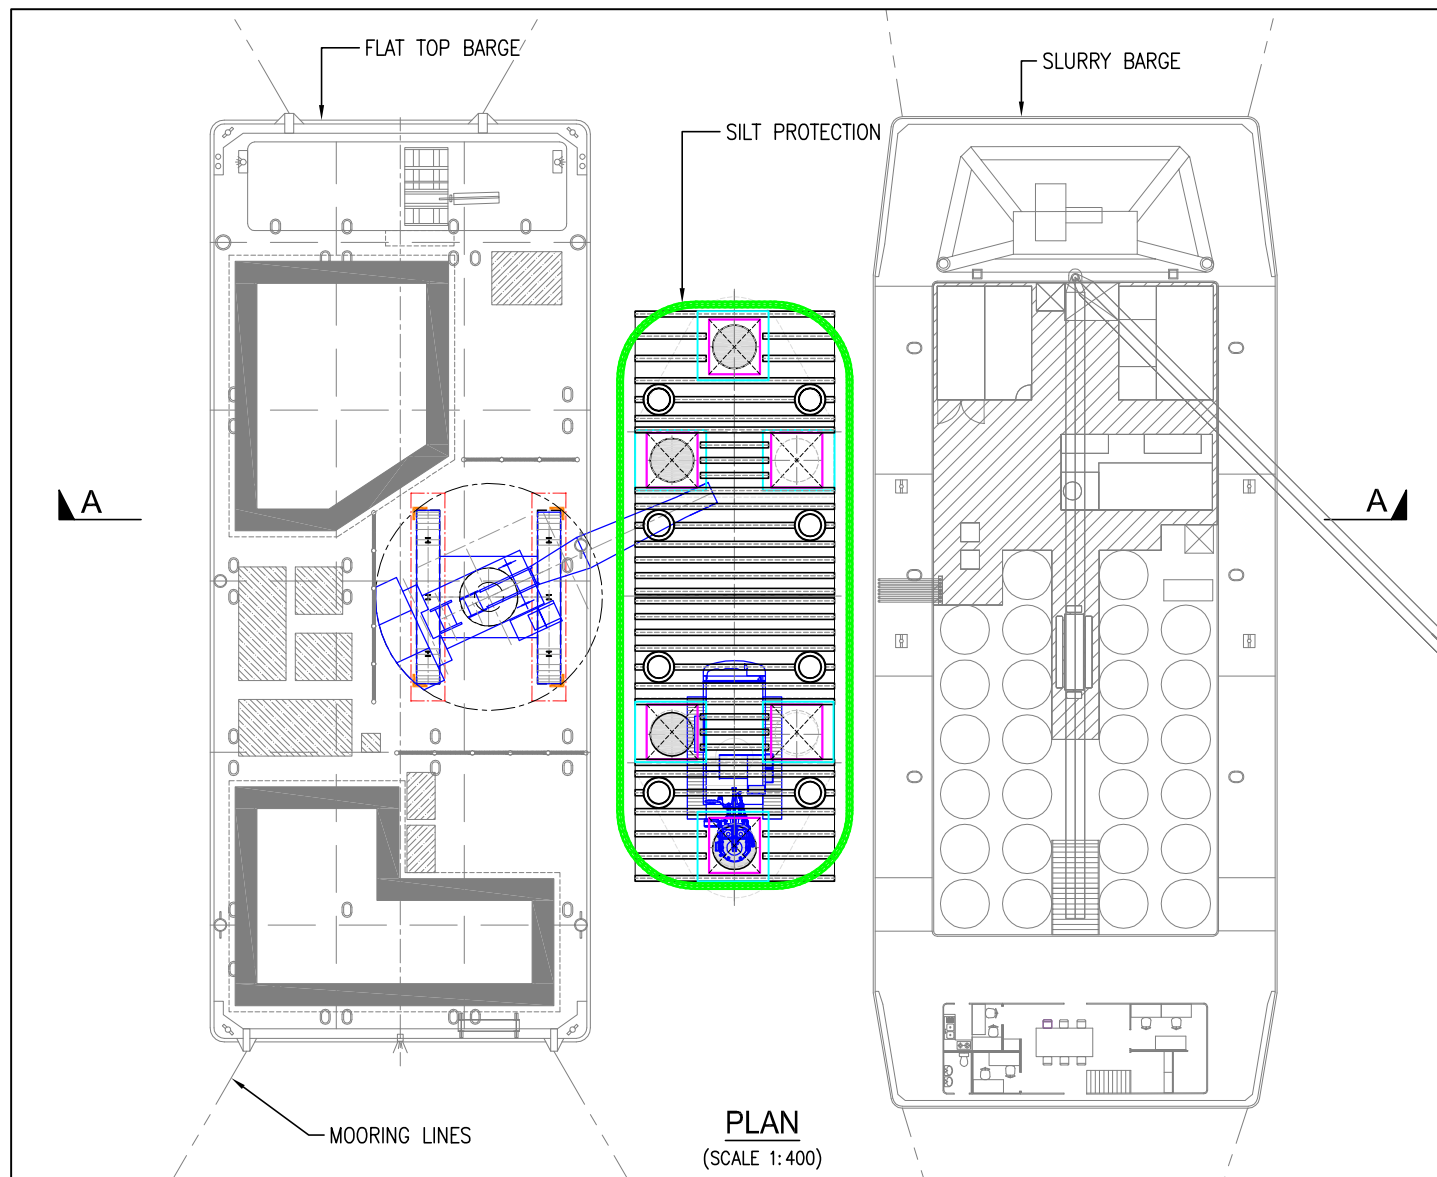 FLAT TOP BARGE
SLURRY BARGE
SILT PROTECTION
A
A
MOORING LINES
PLAN
(SCALE 1:400)